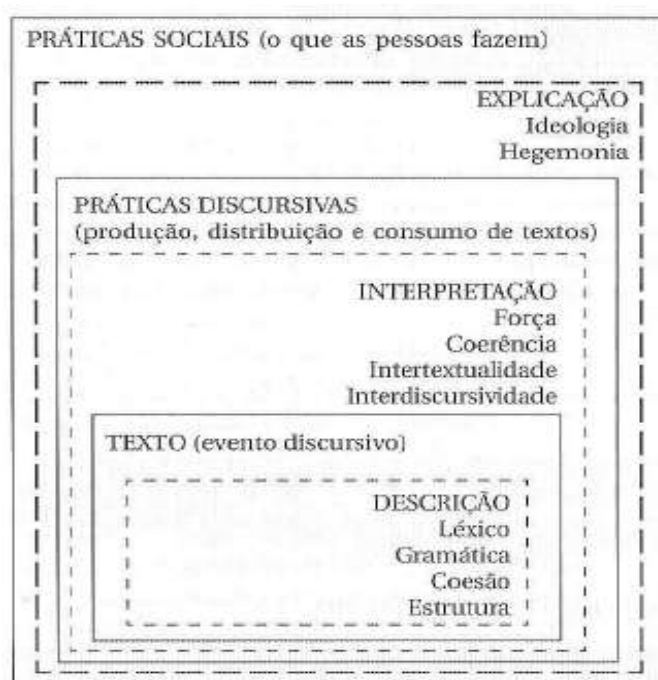 PRÁTICAS SOCIAIS (o que as pessoas fazem)
EXPLICAÇÃO
Ideologia
Hegemonia
PRÁTICAS DISCURSIVAS
(produção, distribuição e consumo de textos)
INTERPRETAÇÃO
Força
Coerência
Intertextualidade
Interdiscursividade
TEXTO (evento discursivo)
DESCRIÇÃO
Léxico
Gramática
Coesão
Estrutura